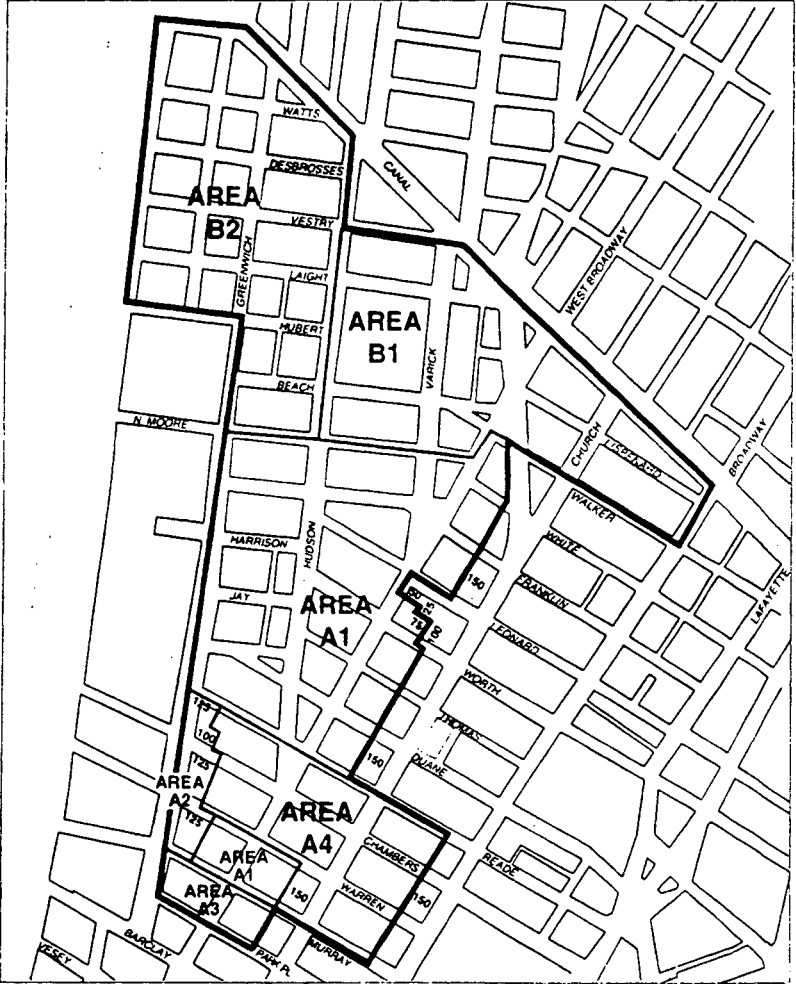 WATTS
DESBROSSES
CANAL
AREA
B2
VESTRY
WEST BROADWAY
GREENWICH
LAIGHT
AREA
B1
HUBERT
VARICK
BEACH
N. MOORE
CHURCH
LISPENARD
BROADWAY
WALKER
HUDSON
HARRISON
WHITE
150
FRANKLIN
LAFAYETTE
JAY
AREA
A1
50
25
75
100
LEONARD
WORTH
125
100
THOMAS
125
150
DUANE
AREA
A2
125
AREA
A4
CHAMBERS
READE
AREA
A1
AREA
A3
150
WARREN
150
BARCLAY
MURRAY
VESEY
PARK PL